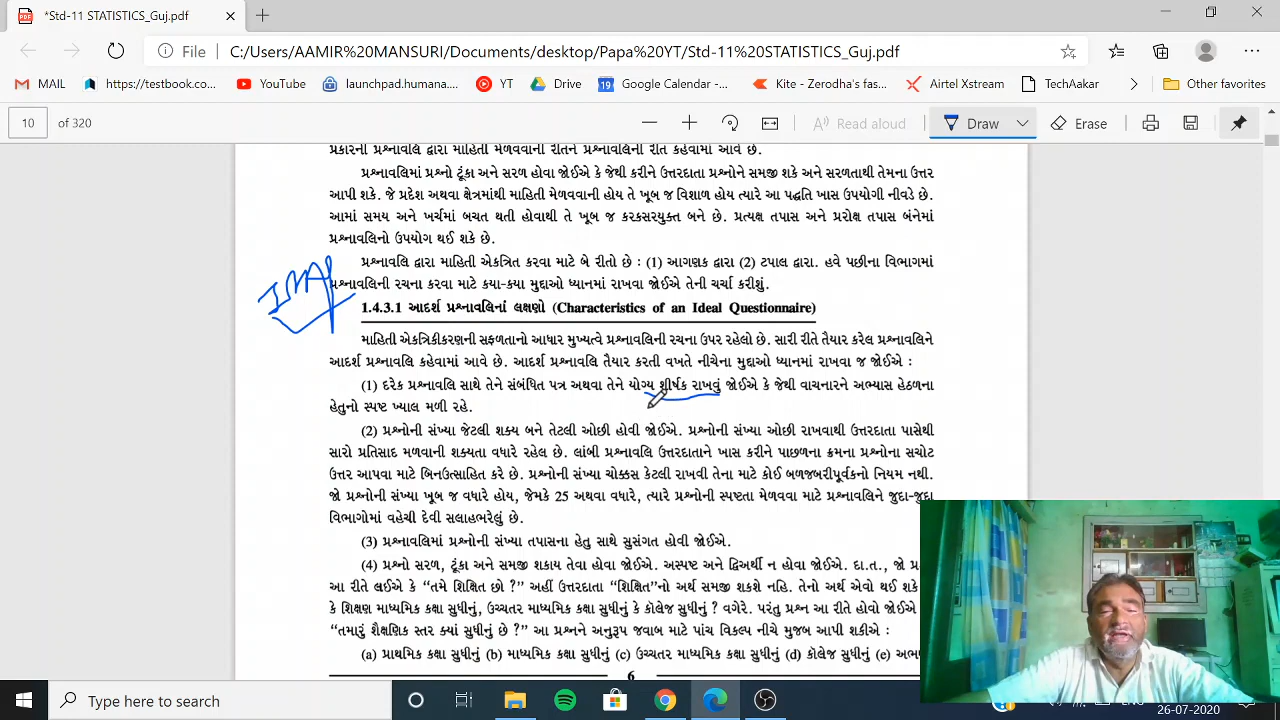 *Std-11 STATISTICS_Guj.pdf
File C:/Users/AAMIR%20MANSURI/Documents/desktop/Papa%20YT/Std-11%20STATISTICS_Guj.pdf
MAIL https://testbook.co... YouTube launchpad.humana... YT Drive Google Calendar -... Kite - Zerodha's fas... Airtel Xstream TechAakar Other favorites
10 of 320 Read aloud Draw Erase
પ્રકારની પ્રશ્નાવલિ દ્વારા માહિતી મેળવવાની રીતને પ્રશ્નાવલિની રીત કહેવામાં આવે છે.
પ્રશ્નાવલિમાં પ્રશ્નો ટૂંકા અને સરળ હોવા જોઈએ કે જેથી કરીને ઉત્તરદાતા પ્રશ્નોને સમજી શકે અને સરળતાથી તેમના ઉત્તર
આપી શકે. જે પ્રદેશ અથવા ક્ષેત્રમાંથી માહિતી મેળવવાની હોય તે ખૂબ જ વિશાળ હોય ત્યારે આ પદ્ધતિ ખાસ ઉપયોગી નીવડે છે.
આમાં સમય અને ખર્ચમાં બચત થતી હોવાથી તે ખૂબ જ કરકસરયુક્ત બને છે. પ્રત્યક્ષ તપાસ અને પરોક્ષ તપાસ બંનેમાં
પ્રશ્નાવલિનો ઉપયોગ થઈ શકે છે.
પ્રશ્નાવલિ દ્વારા માહિતી એકત્રિત કરવા માટે બે રીતો છે : (1) આગણક દ્વારા (2) ટપાલ દ્વારા. હવે પછીના વિભાગમાં
પ્રશ્નાવલિની રચના કરવા માટે કયા-કયા મુદ્દાઓ ધ્યાનમાં રાખવા જોઈએ તેની ચર્ચા કરીશું.
1.4.3.1 આદર્શ પ્રશ્નાવલિનાં લક્ષણો (Characteristics of an Ideal Questionnaire)
માહિતી એકત્રિકીકરણની સફળતાનો આધાર મુખ્યત્વે પ્રશ્નાવલિની રચના ઉપર રહેલો છે. સારી રીતે તૈયાર કરેલ પ્રશ્નાવલિને
આદર્શ પ્રશ્નાવલિ કહેવામાં આવે છે. આદર્શ પ્રશ્નાવલિ તૈયાર કરતી વખતે નીચેના મુદ્દાઓ ધ્યાનમાં રાખવા જ જોઈએ :
(1) દરેક પ્રશ્નાવલિ સાથે તેને સંબંધિત પત્ર અથવા તેને યોગ્ય શીર્ષક રાખવું જોઈએ કે જેથી વાચનારને અભ્યાસ હેઠળના
હેતુનો સ્પષ્ટ ખ્યાલ મળી રહે.
(2) પ્રશ્નોની સંખ્યા જેટલી શક્ય બને તેટલી ઓછી હોવી જોઈએ. પ્રશ્નોની સંખ્યા ઓછી રાખવાથી ઉત્તરદાતા પાસેથી
સારો પ્રતિસાદ મળવાની શક્યતા વધારે રહેલ છે. લાંબી પ્રશ્નાવલિ ઉત્તરદાતાને ખાસ કરીને પાછળના ક્રમના પ્રશ્નોના સચોટ
ઉત્તર આપવા માટે બિનઉત્સાહિત કરે છે. પ્રશ્નોની સંખ્યા ચોક્કસ કેટલી રાખવી તેના માટે કોઈ બળજબરીપૂર્વકનો નિયમ નથી.
જો પ્રશ્નોની સંખ્યા ખૂબ જ વધારે હોય, જેમકે 25 અથવા વધારે, ત્યારે પ્રશ્નોની સ્પષ્ટતા મેળવવા માટે પ્રશ્નાવલિને જુદા-જુદા
વિભાગોમાં વહેચી દેવી સલાહભરેલું છે.
(3) પ્રશ્નાવલિમાં પ્રશ્નોની સંખ્યા તપાસના હેતુ સાથે સુસંગત હોવી જોઈએ.
(4) પ્રશ્નો સરળ, ટૂંકા અને સમજી શકાય તેવા હોવા જોઈએ. અસ્પષ્ટ અને દ્વિઅર્થી ન હોવા જોઈએ. દા.ત., જો
આ રીતે લઈએ કે “તમે શિક્ષિત છો ?” અહીં ઉત્તરદાતા “શિક્ષિત”નો અર્થ સમજી શકશે નહિ. તેનો અર્થ એવો થઈ શકે
કે શિક્ષણ માધ્યમિક કક્ષા સુધીનું, ઉચ્ચતર માધ્યમિક કક્ષા સુધીનું કે કોલેજ સુધીનું ? વગેરે. પરંતુ પ્રશ્ન આ રીતે હોવો જોઈએ
“તમારું શૈક્ષણિક સ્તર ક્યાં સુધીનું છે ?” આ પ્રશ્નને અનુરૂપ જવાબ માટે પાંચ વિકલ્પ નીચે મુજબ આપી શકીએ :
(a) પ્રાથમિક કક્ષા સુધીનું (b) માધ્યમિક કક્ષા સુધીનું (c) ઉચ્ચતર માધ્યમિક કક્ષા સુધીનું (d) કોલેજ સુધીનું (e)
6
Type here to search
26-07-2020